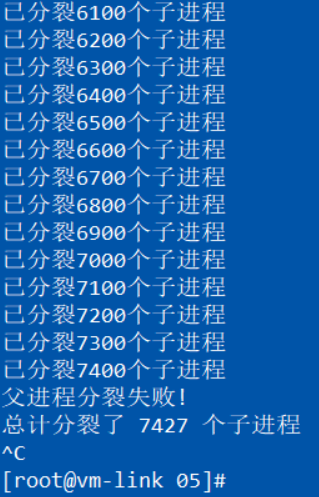 已分裂6100个子进程
已分裂6200个子进程
已分裂6300个子进程
已分裂6400个子进程
已分裂6500个子进程
已分裂6600个子进程
已分裂6700个子进程
已分裂6800个子进程
已分裂6900个子进程
已分裂7000个子进程
已分裂7100个子进程
已分裂7200个子进程
已分裂7300个子进程
已分裂7400个子进程
父进程分裂失败!
总计分裂了 7427 个子进程
^C
[root@vm-link 05]#